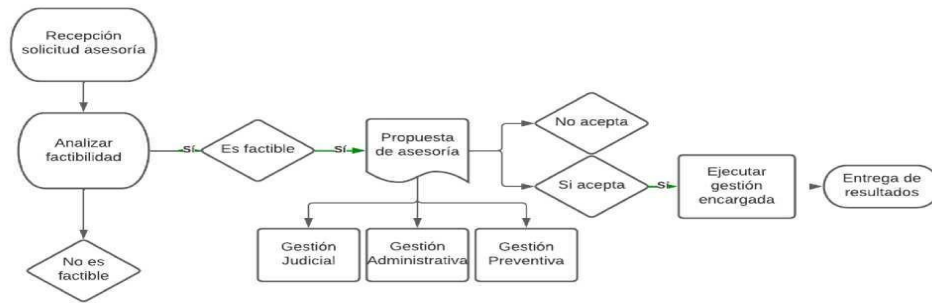 Recepción
solicitud asesoría
Analizar
factibilidad
Sí
Es factible
Sí
Propuesta
de asesoría
No acepta
Si acepta
Sí
Ejecutar
gestión
encargada
Entrega de
resultados
No es
factible
Gestión
Judicial
Gestión
Administrativa
Gestión
Preventiva